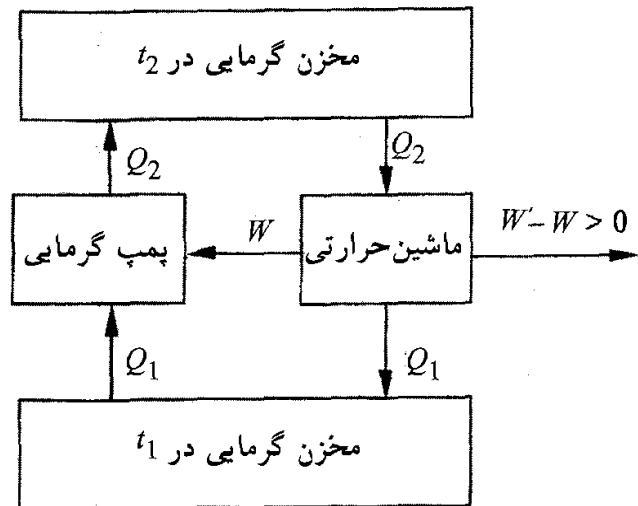 مخزن گرمایی در t₂
Q₂
Q₂
پمپ گرمایی
W
ماشین حرارتی
W′– W > 0
Q₁
Q₁
مخزن گرمایی در t₁